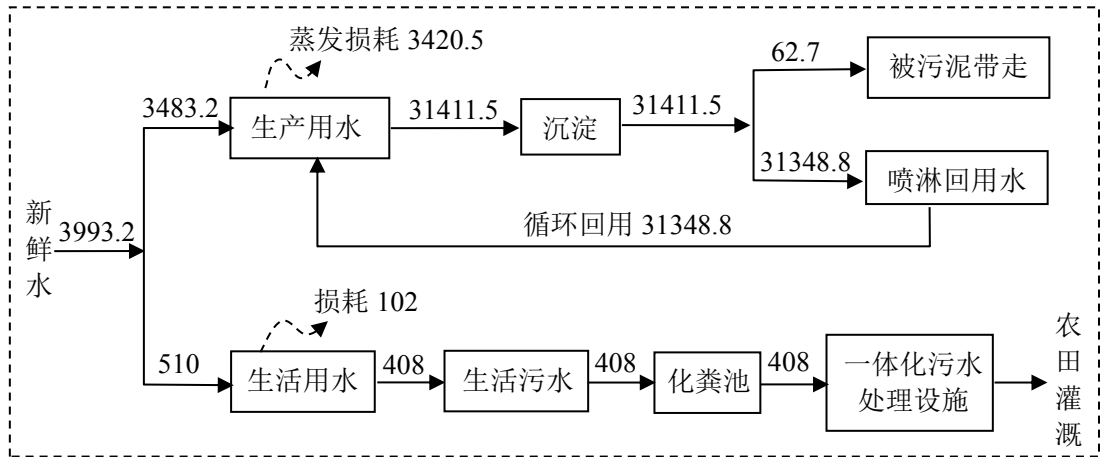 蒸发损耗 3420.5
62.7
被污泥带走
3483.2
生产用水
31411.5
沉淀
31411.5
31348.8
喷淋回用水
新鲜水
3993.2
循环回用 31348.8
损耗 102
510
生活用水
408
生活污水
408
化粪池
408
一体化污水
处理设施
农田灌溉